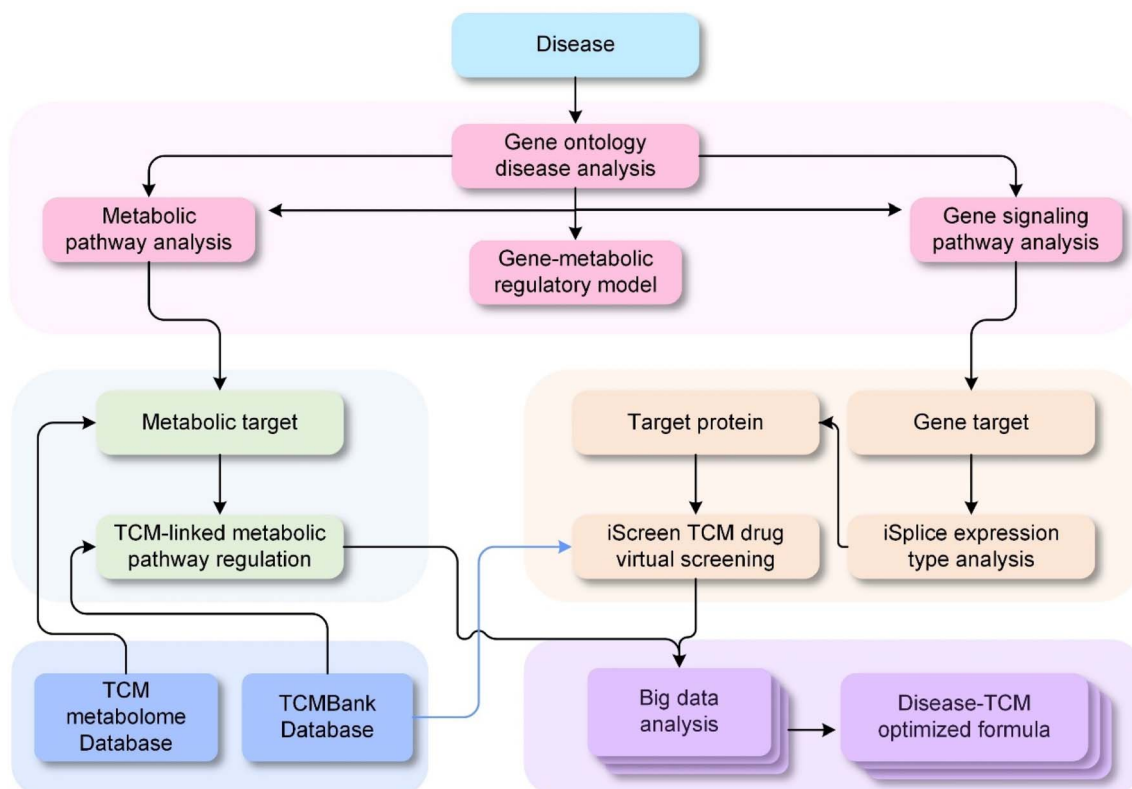 Disease
Gene ontology
disease analysis
Metabolic
pathway analysis
Gene signaling
pathway analysis
Gene-metabolic
regulatory model
Metabolic target
Target protein
Gene target
TCM-linked metabolic
pathway regulation
iScreen TCM drug
virtual screening
iSplice expression
type analysis
TCM
metabolome
Database
TCMBank
Database
Big data
analysis
Disease-TCM
optimized formula